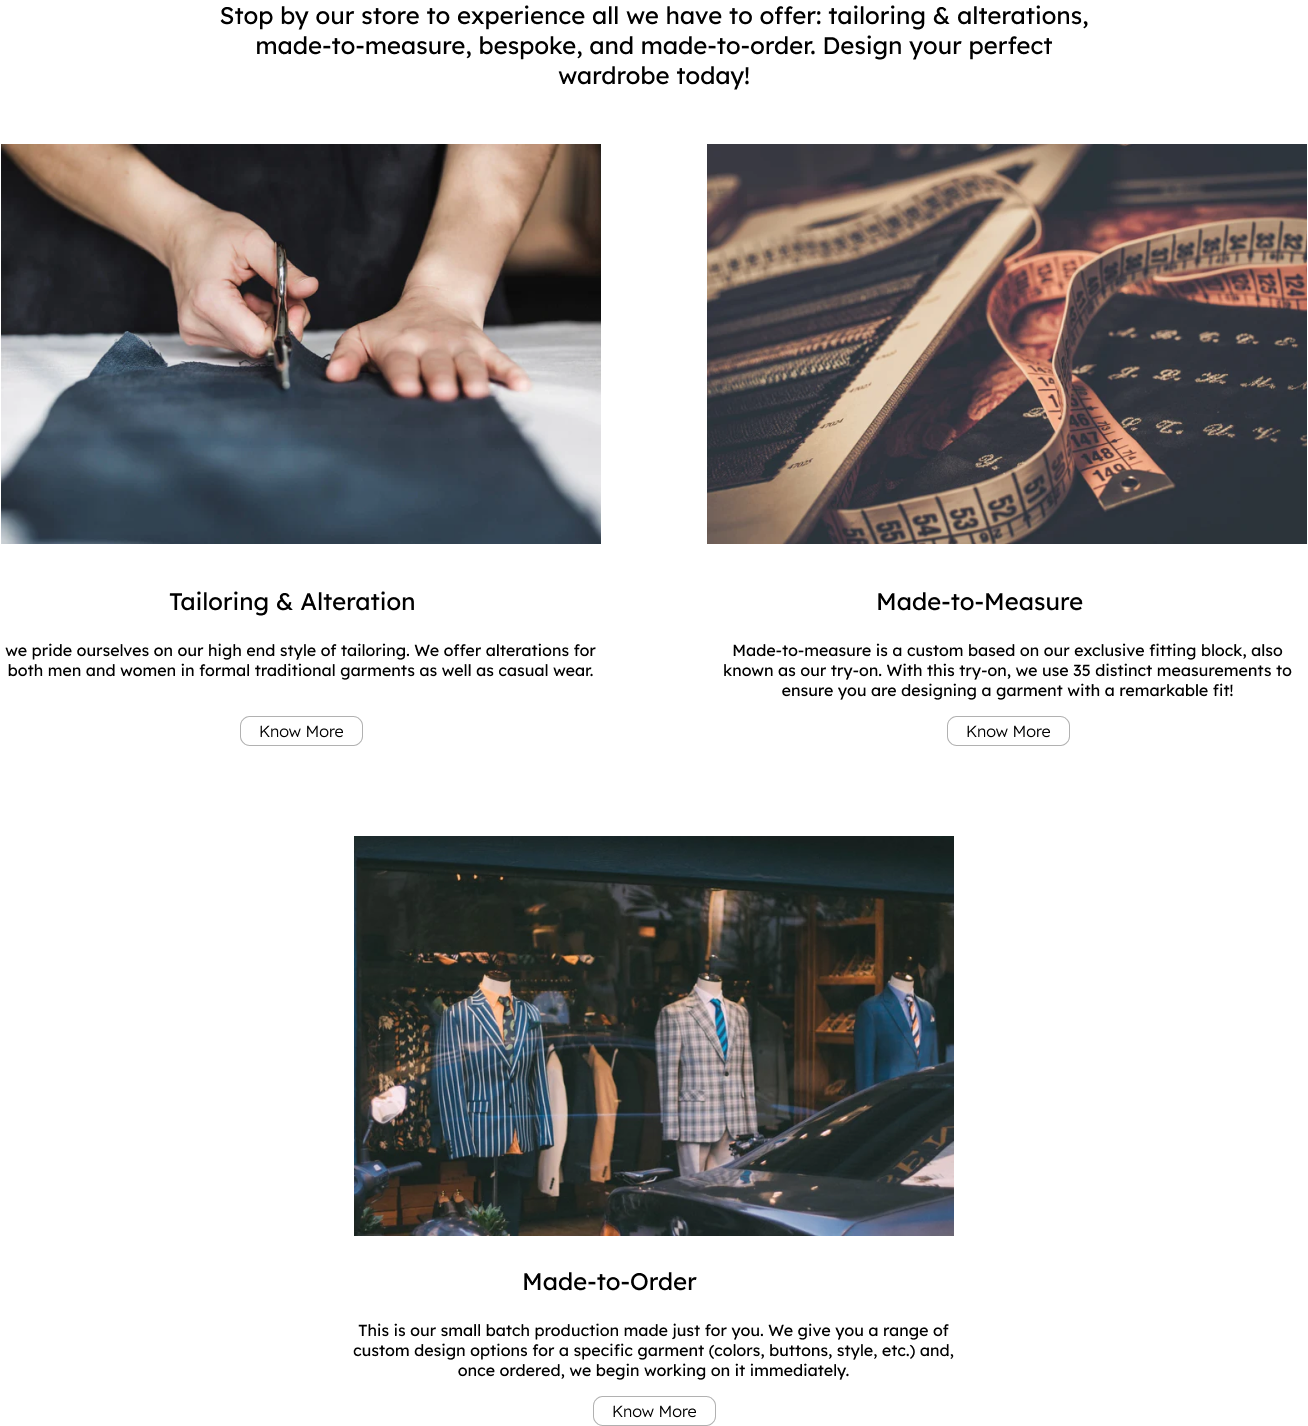 Stop by our store to experience all we have to offer: tailoring & alterations,
made-to-measure, bespoke, and made-to-order. Design your perfect
wardrobe today!
Tailoring & Alteration
we pride ourselves on our high end style of tailoring. We offer alterations for
both men and women in formal traditional garments as well as casual wear.
Know More
Made-to-Measure
Made-to-measure is a custom based on our exclusive fitting block, also
known as our try-on. With this try-on, we use 35 distinct measurements to
ensure you are designing a garment with a remarkable fit!
Know More
Made-to-Order
This is our small batch production made just for you. We give you a range of
custom design options for a specific garment (colors, buttons, style, etc.) and,
once ordered, we begin working on it immediately.
Know More